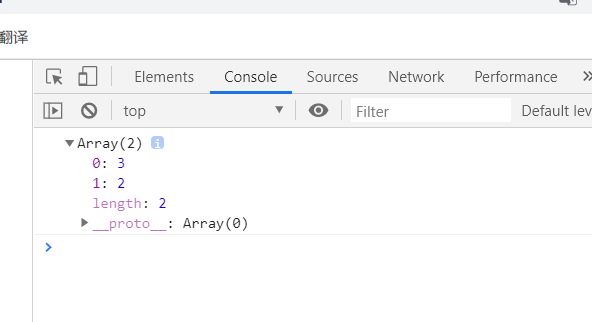 翻译
Elements Console Sources Network Performance »
top Filter Default lev
Array(2) i
0: 3
1: 2
length: 2
__proto__: Array(0)